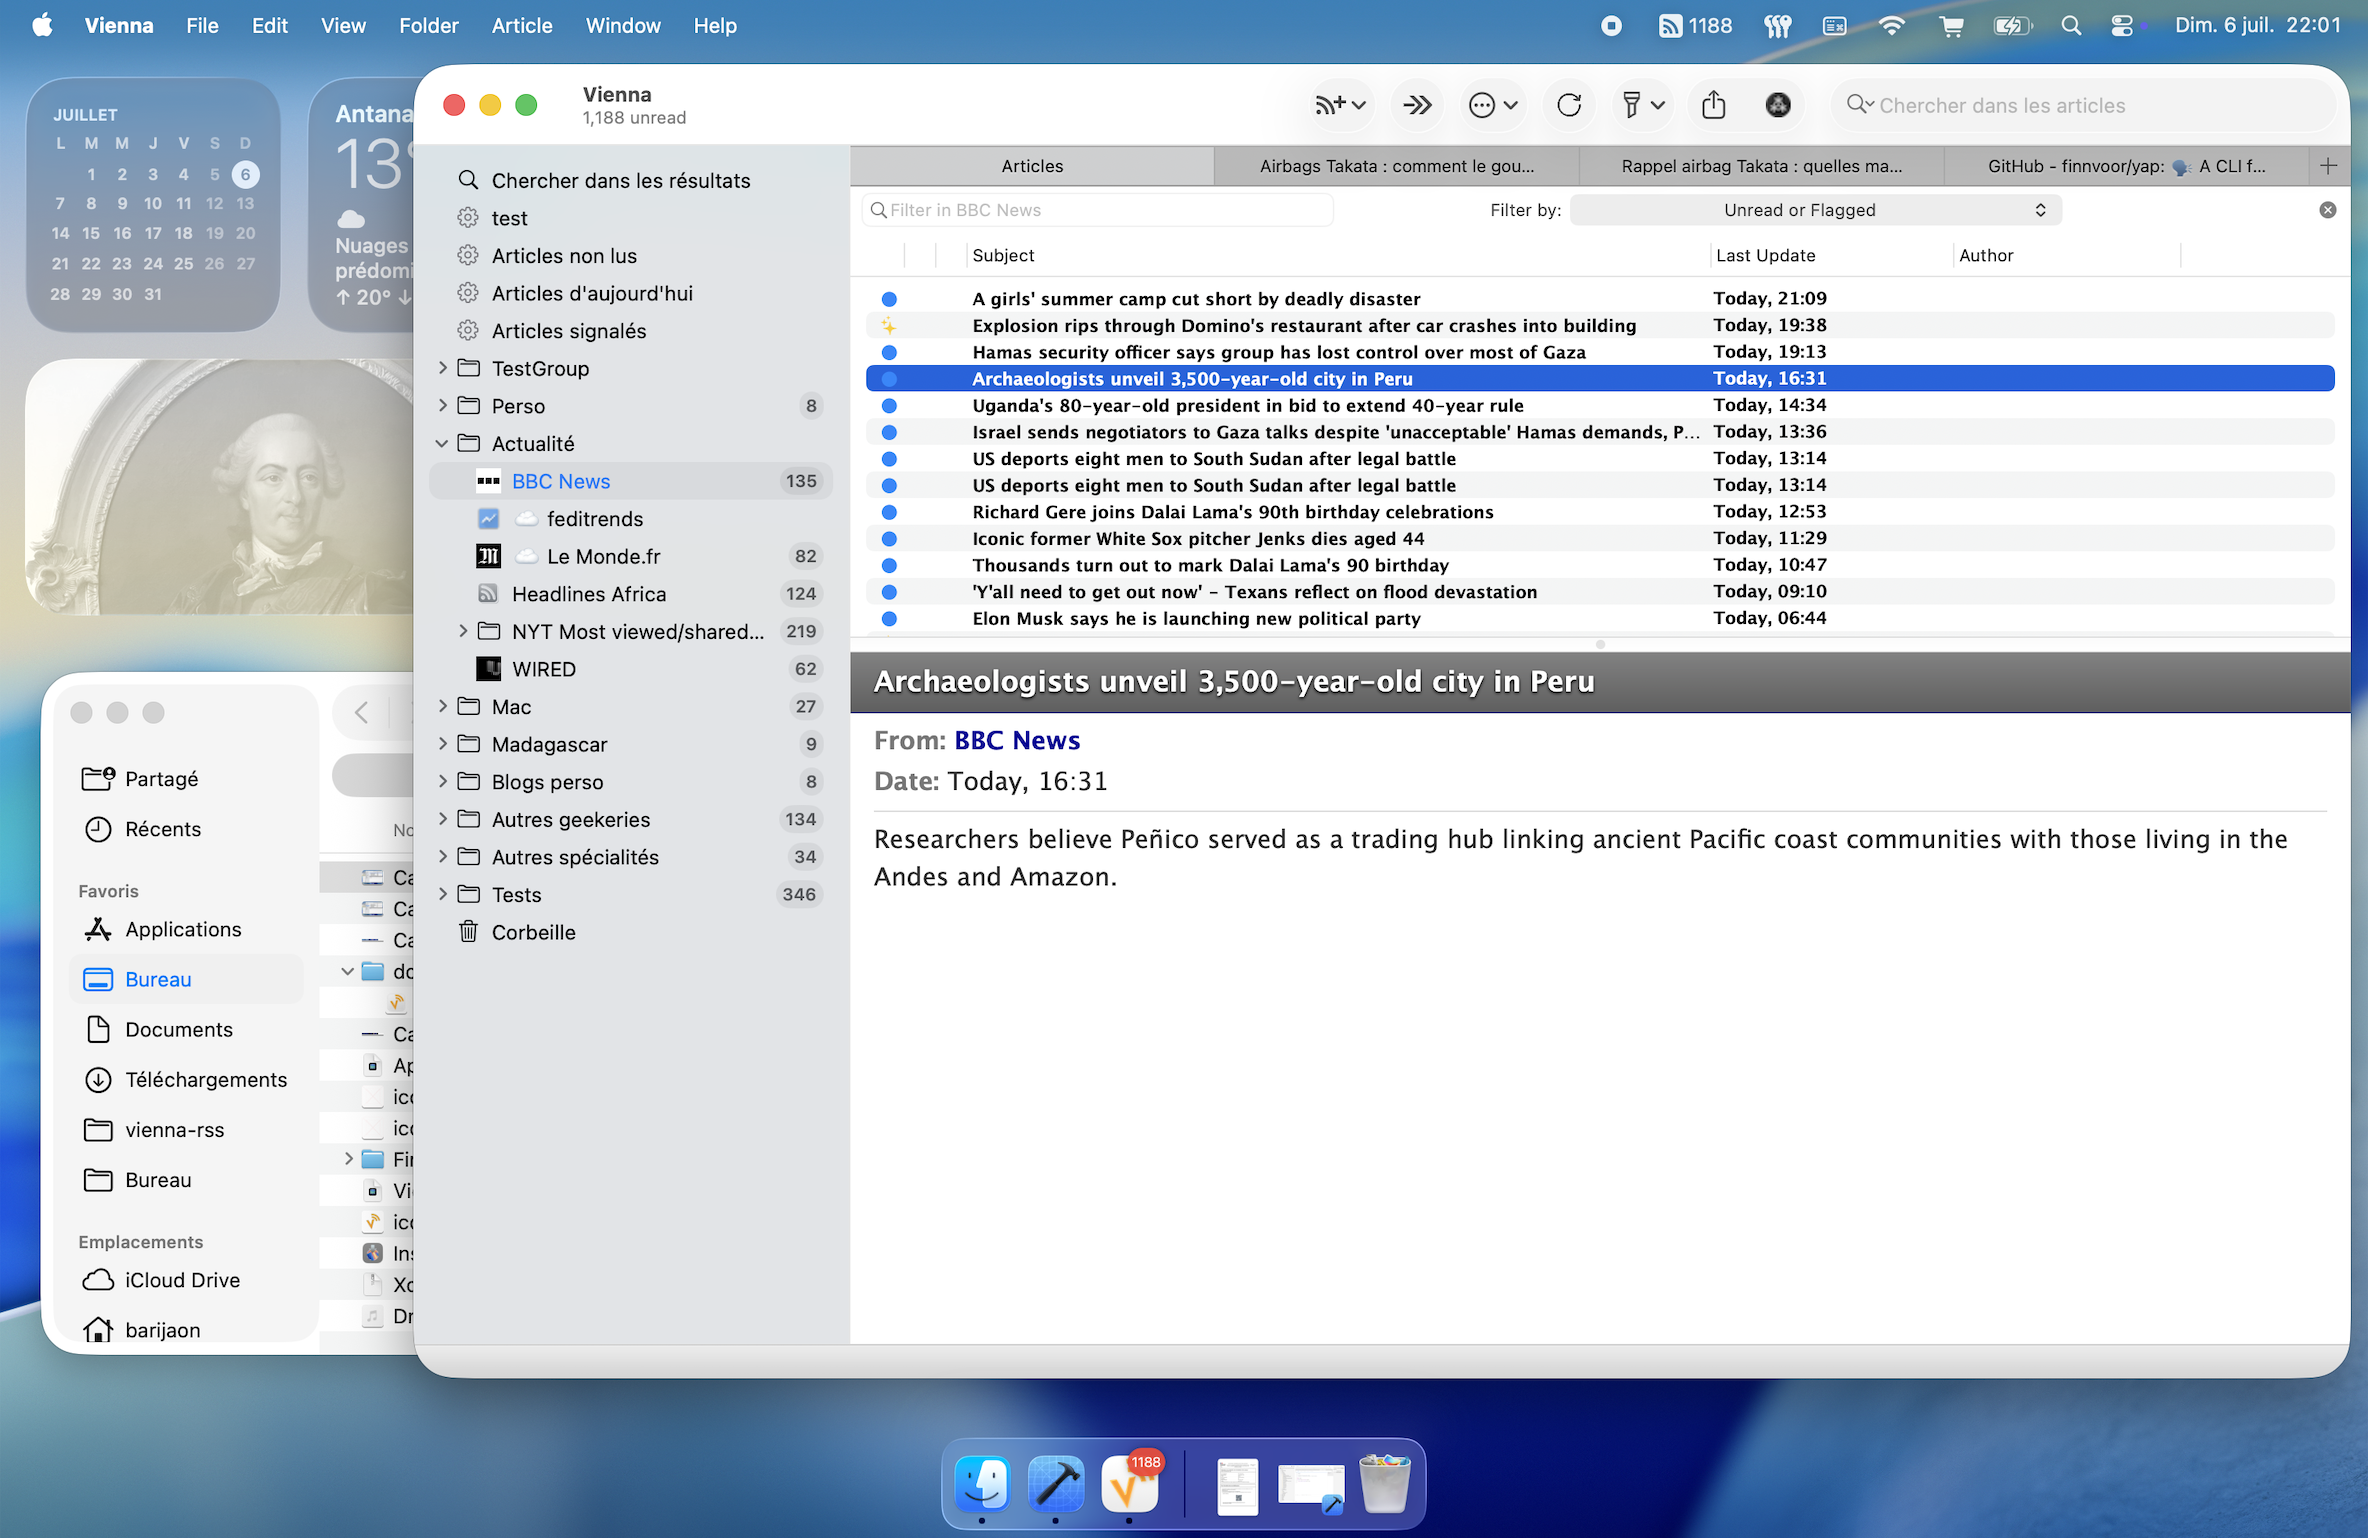 Vienna File Edit View Folder Article Window Help
1188
Dim. 6 juil. 22:01
JUILLET
L M M J V S D
1 2 3 4 5 6
7 8 9 10 11 12 13
14 15 16 17 18 19 20
21 22 23 24 25 26 27
28 29 30 31
Antana
13°
Nuages
prédomi
↑ 20° ↓
Vienna
1,188 unread
Chercher dans les articles
Chercher dans les résultats
test
Articles non lus
Articles d'aujourd'hui
Articles signalés
TestGroup
Perso 8
Actualité
BBC News 135
feditrends
Le Monde.fr 82
Headlines Africa 124
NYT Most viewed/shared... 219
WIRED 62
Mac 27
Madagascar 9
Blogs perso 8
Autres geekeries 134
Autres spécialités 34
Tests 346
Corbeille
Articles
Airbags Takata : comment le gou...
Rappel airbag Takata : quelles ma...
GitHub - finnvoor/yap: 🗣️ A CLI f...
Filter in BBC News
Filter by: Unread or Flagged
Subject Last Update Author
A girls' summer camp cut short by deadly disaster Today, 21:09
Explosion rips through Domino's restaurant after car crashes into building Today, 19:38
Hamas security officer says group has lost control over most of Gaza Today, 19:13
Archaeologists unveil 3,500-year-old city in Peru Today, 16:31
Uganda's 80-year-old president in bid to extend 40-year rule Today, 14:34
Israel sends negotiators to Gaza talks despite 'unacceptable' Hamas demands, P... Today, 13:36
US deports eight men to South Sudan after legal battle Today, 13:14
US deports eight men to South Sudan after legal battle Today, 13:14
Richard Gere joins Dalai Lama's 90th birthday celebrations Today, 12:53
Iconic former White Sox pitcher Jenks dies aged 44 Today, 11:29
Thousands turn out to mark Dalai Lama's 90 birthday Today, 10:47
'Y'all need to get out now' - Texans reflect on flood devastation Today, 09:10
Elon Musk says he is launching new political party Today, 06:44
Archaeologists unveil 3,500-year-old city in Peru
From: BBC News
Date: Today, 16:31
Researchers believe Peñico served as a trading hub linking ancient Pacific coast communities with those living in the
Andes and Amazon.
Partagé
Récents
Favoris
Applications
Bureau
Documents
Téléchargements
vienna-rss
Bureau
Emplacements
iCloud Drive
barijaon
No
Ca
Ca
Ca
do
Ca
Ap
ico
ico
Fir
Vi
ico
Ins
Xc
Dr
1188